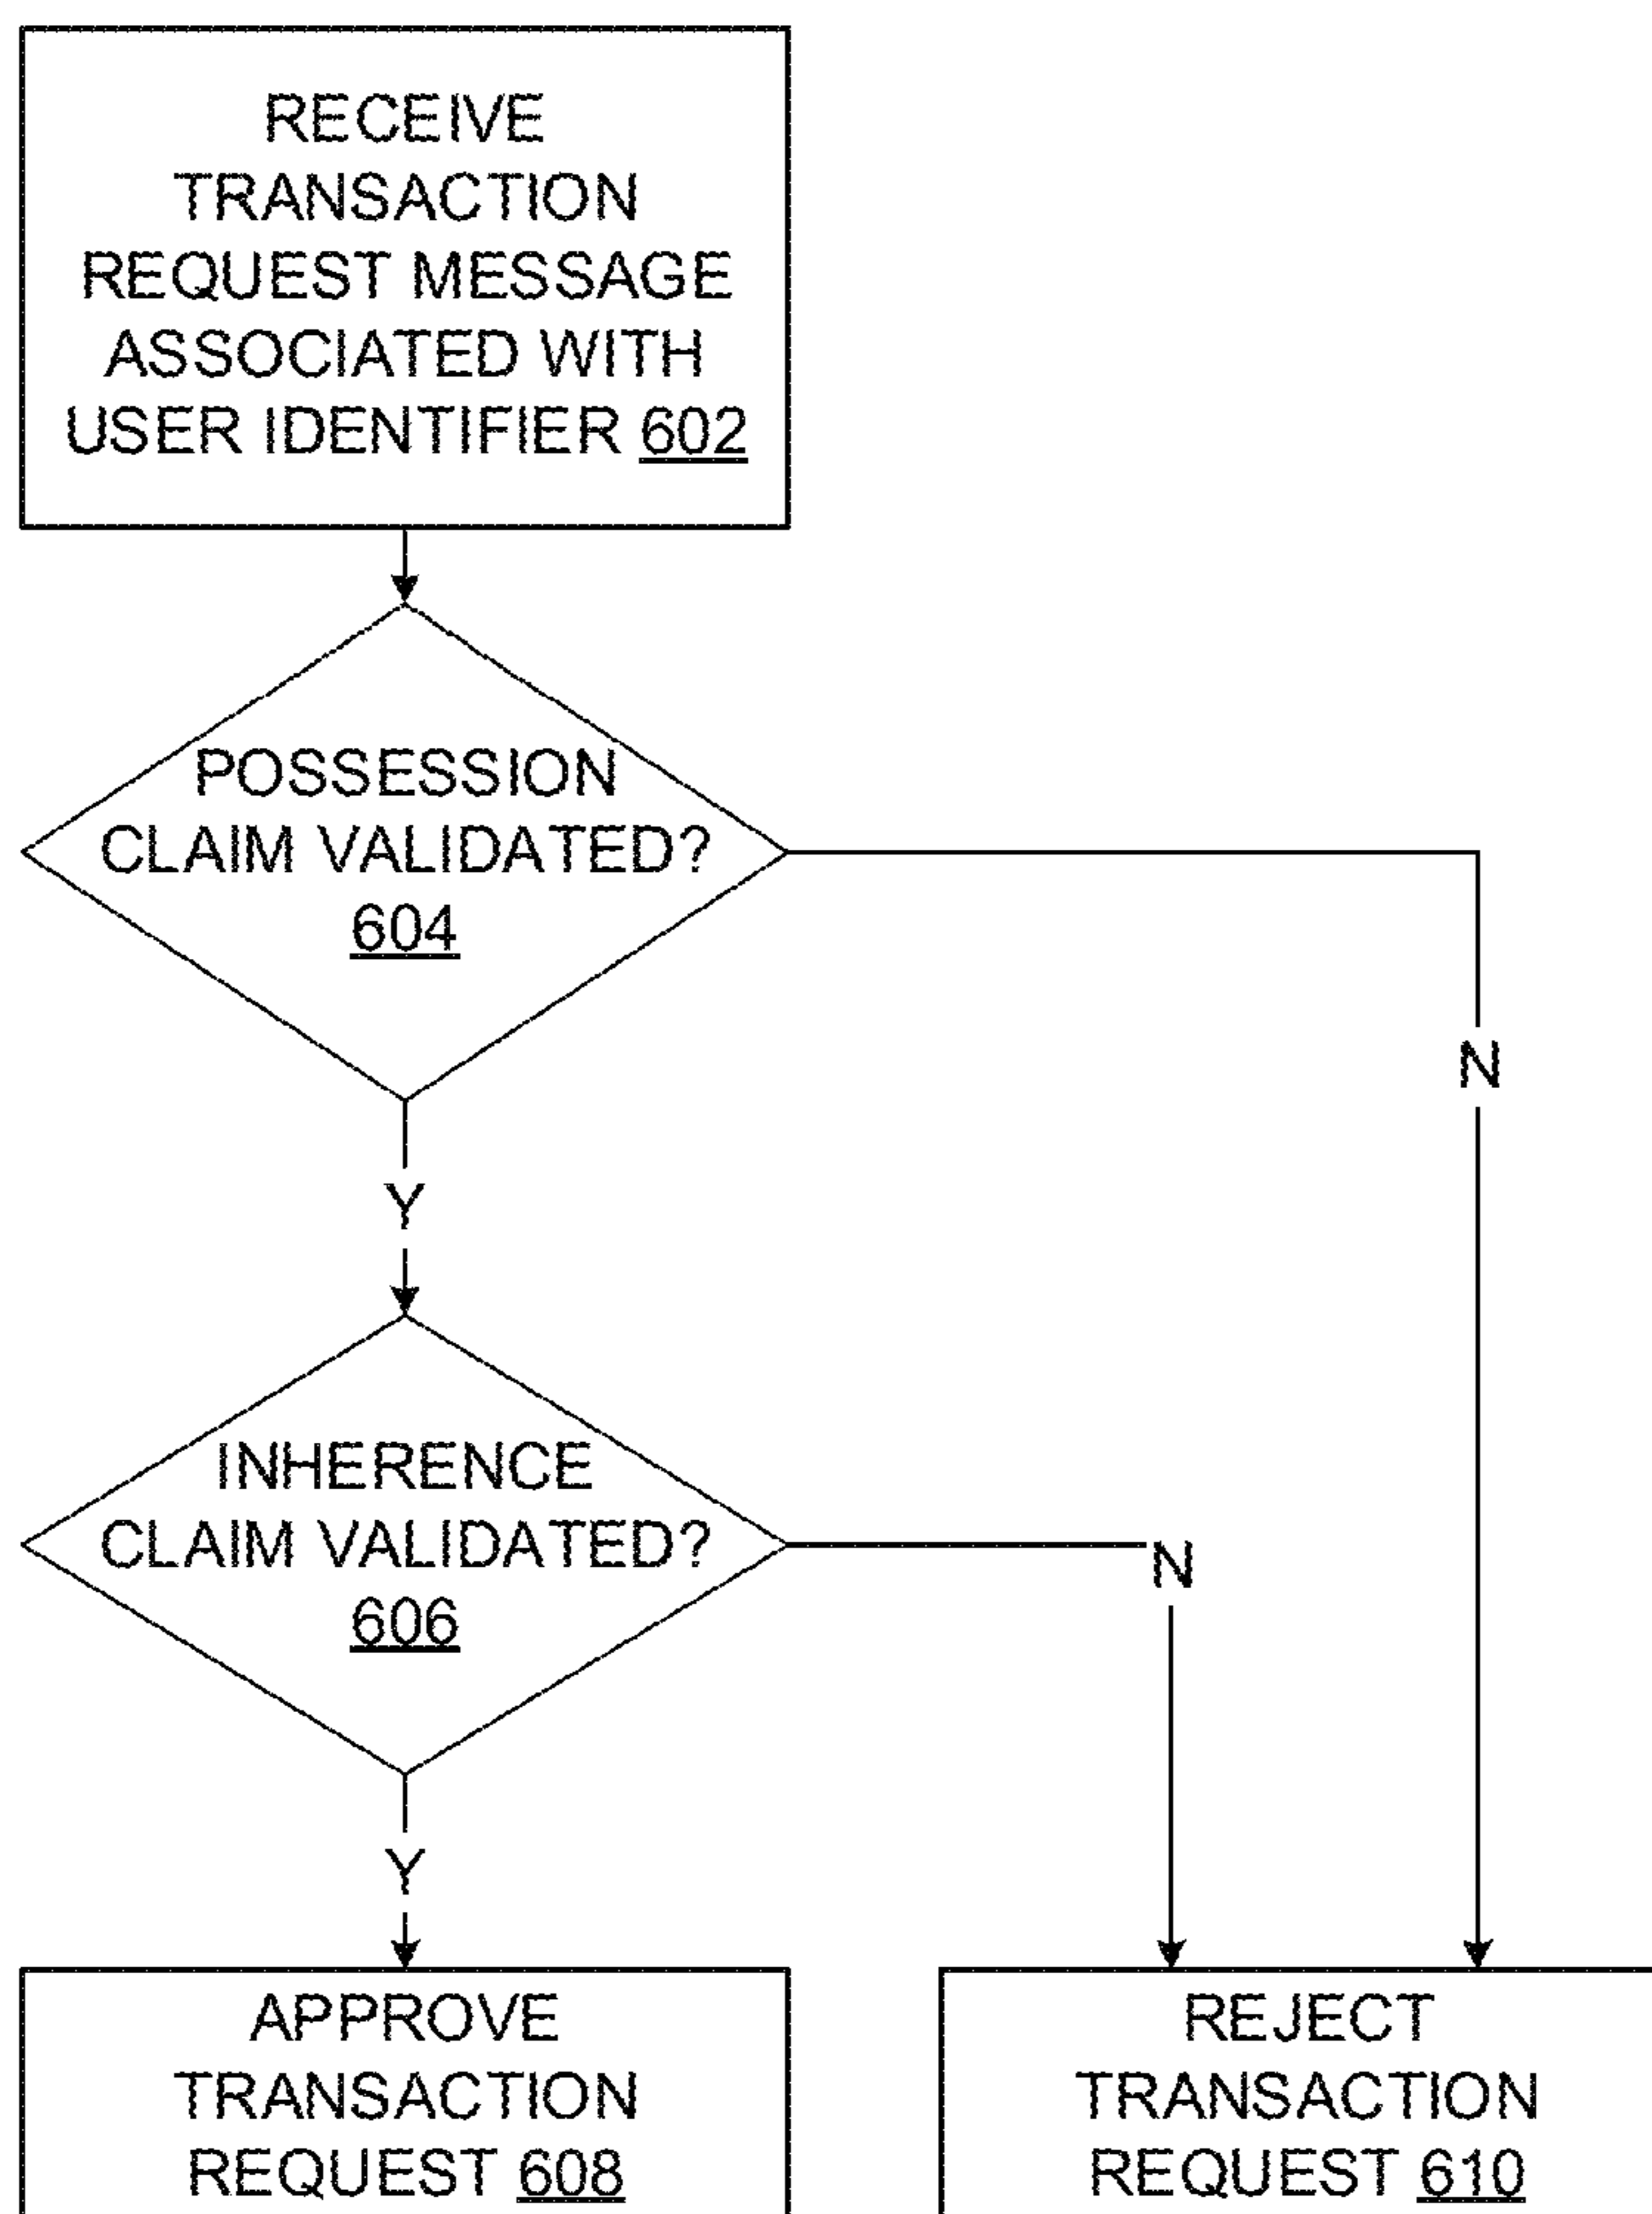 RECEIVE
TRANSACTION
REQUEST MESSAGE
ASSOCIATED WITH
USER IDENTIFIER 602
POSSESSION
CLAIM VALIDATED?
604
N
Y
INHERENCE
CLAIM VALIDATED?
606
N
Y
APPROVE
TRANSACTION
REQUEST 608
REJECT
TRANSACTION
REQUEST 610